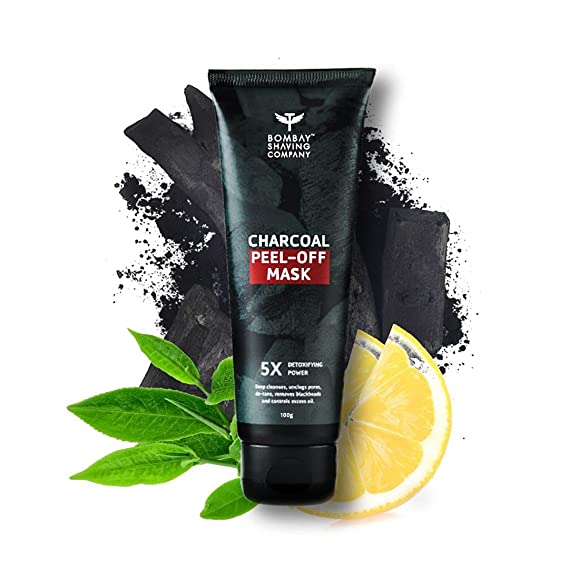 BOMBAY™
SHAVING
COMPANY
CHARCOAL
PEEL-OFF
MASK
5X DETOXIFYING
POWER
Deep cleanses, unclogs pores,
de-tans, removes blackheads
and controls excess oil.
100g